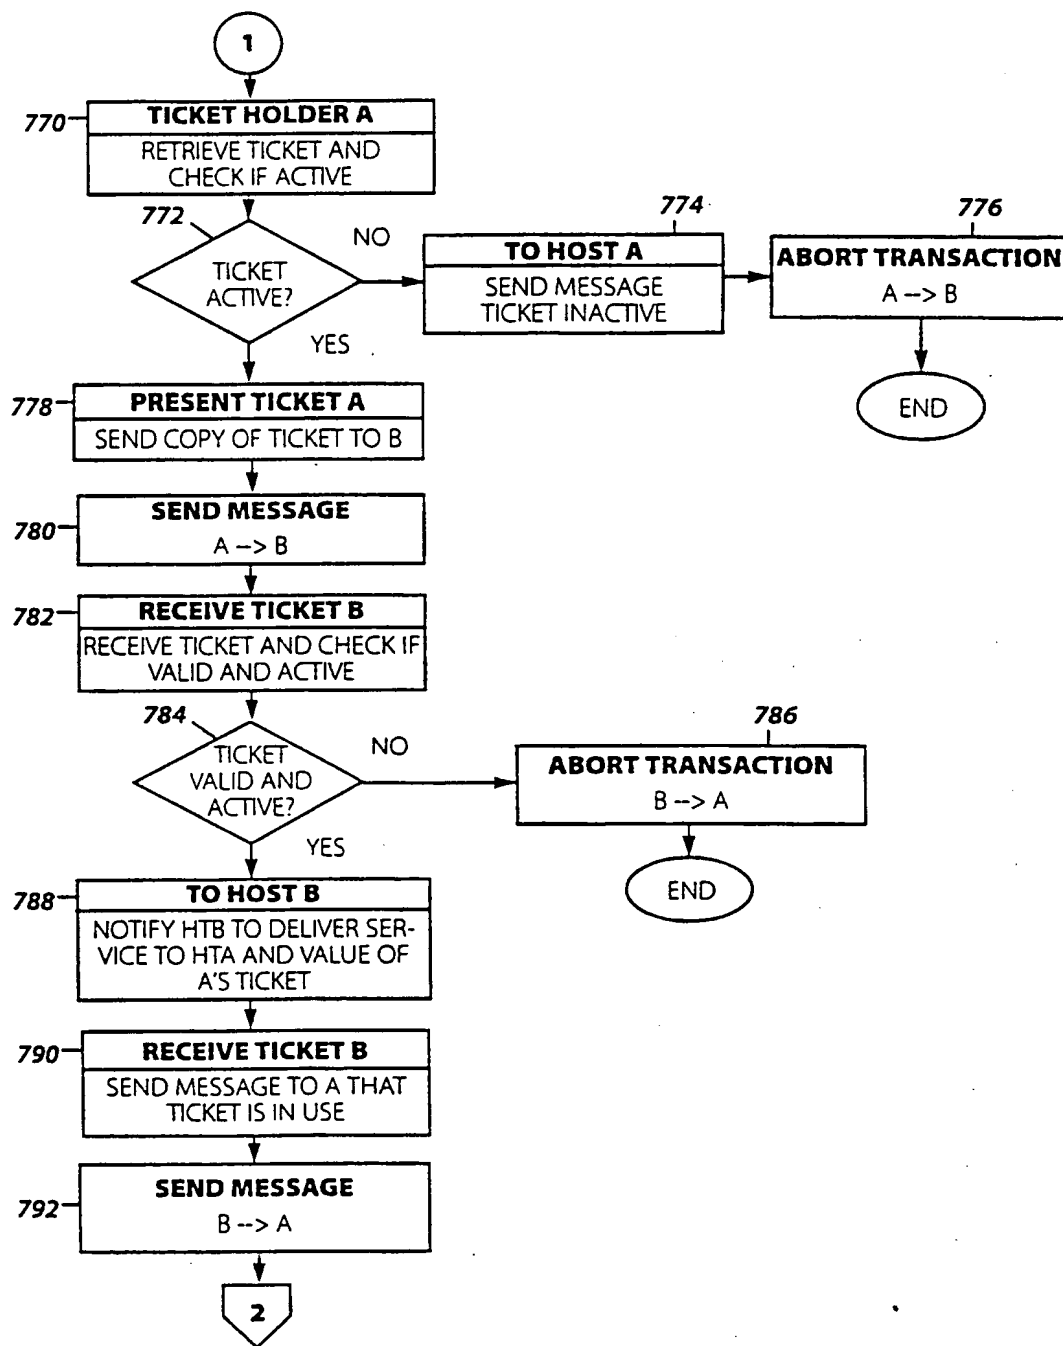 1
770
TICKET HOLDER A
RETRIEVE TICKET AND
CHECK IF ACTIVE
772
TICKET
ACTIVE?
NO
YES
774
TO HOST A
SEND MESSAGE
TICKET INACTIVE
776
ABORT TRANSACTION
A --> B
END
778
PRESENT TICKET A
SEND COPY OF TICKET TO B
780
SEND MESSAGE
A --> B
782
RECEIVE TICKET B
RECEIVE TICKET AND CHECK IF
VALID AND ACTIVE
784
TICKET
VALID AND
ACTIVE?
NO
YES
786
ABORT TRANSACTION
B --> A
END
788
TO HOST B
NOTIFY HTB TO DELIVER SER-
VICE TO HTA AND VALUE OF
A'S TICKET
790
RECEIVE TICKET B
SEND MESSAGE TO A THAT
TICKET IS IN USE
792
SEND MESSAGE
B --> A
2